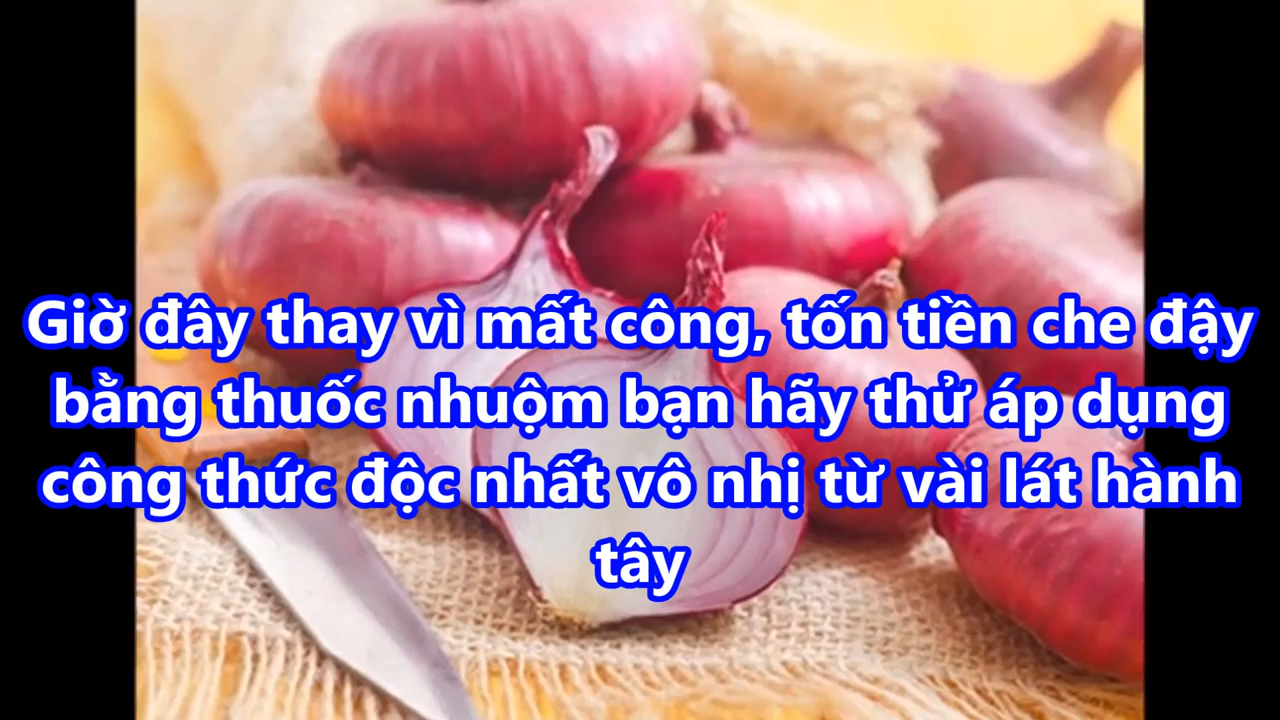 Giờ đây thay vì mất công, tốn tiền che đậy
bằng thuốc nhuộm bạn hãy thử áp dụng
công thức độc nhất vô nhị từ vài lát hành
tây